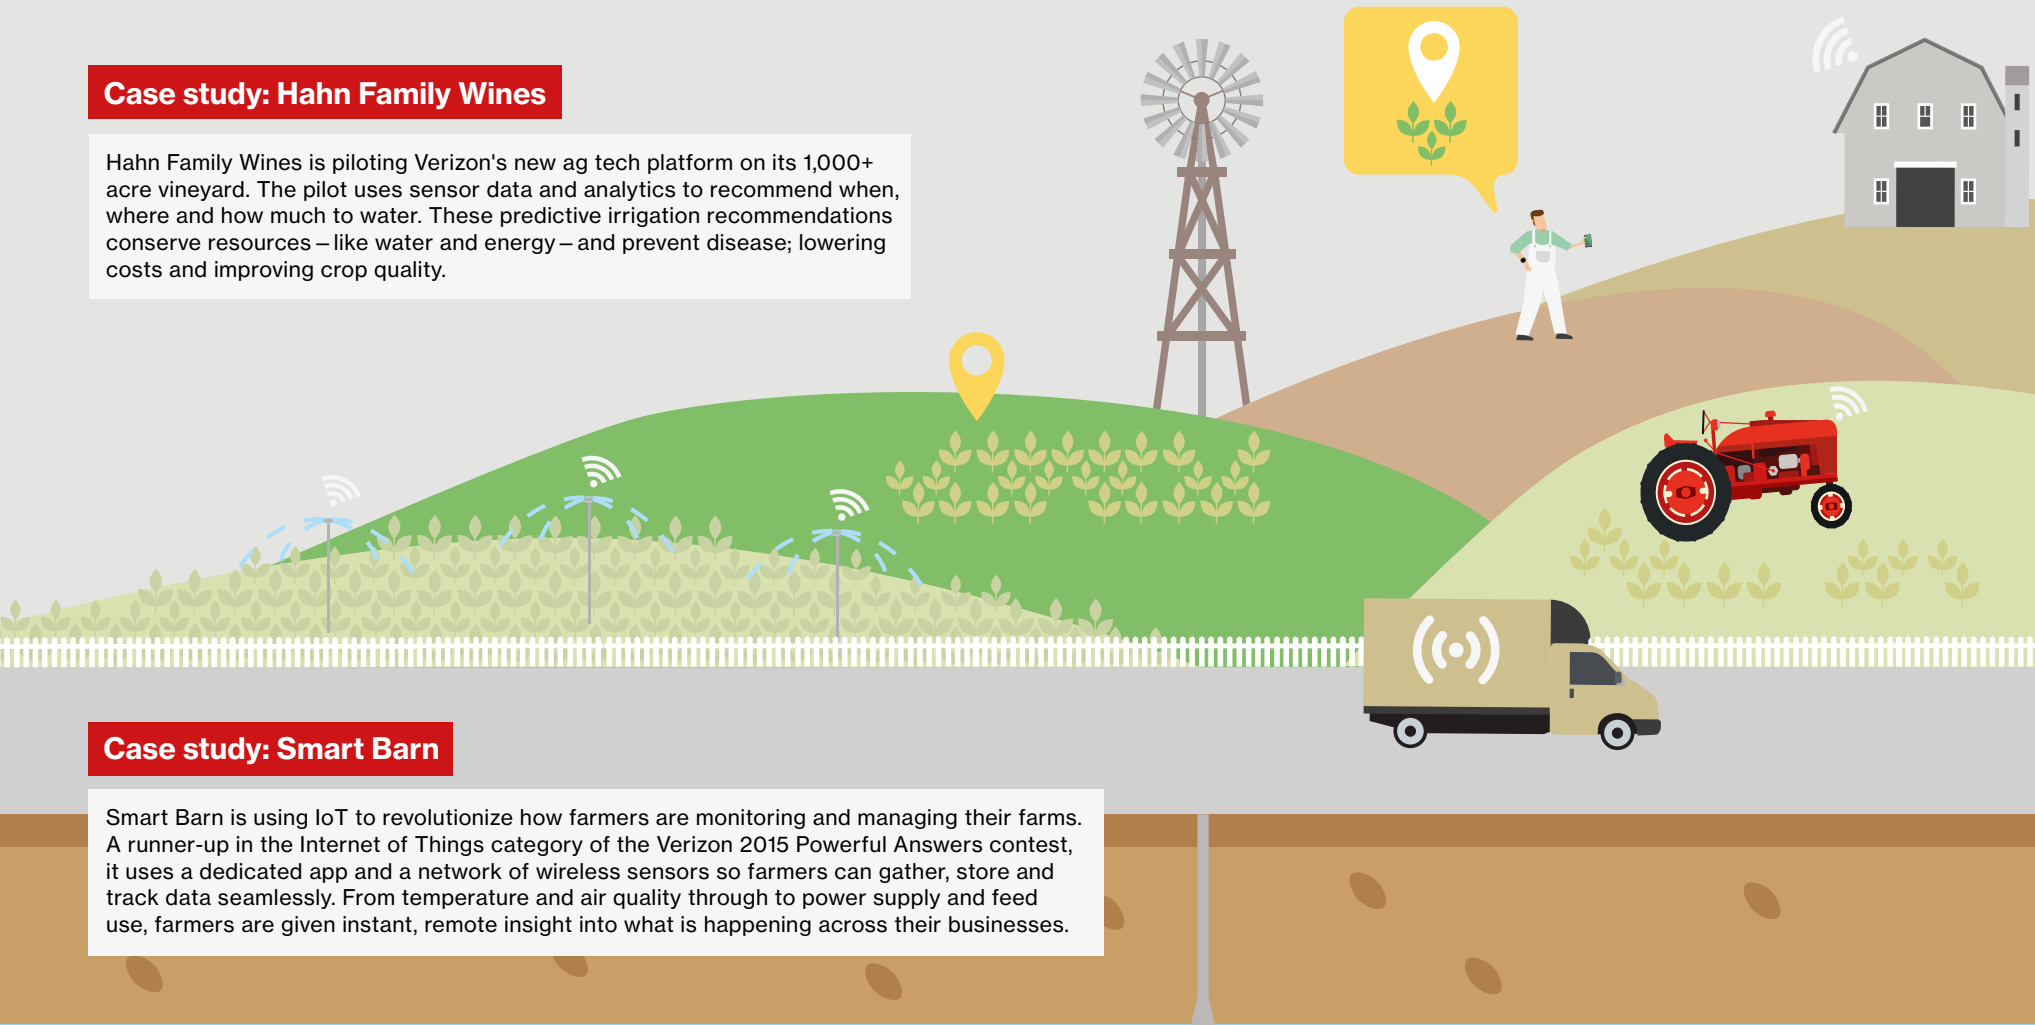 Case study: Hahn Family Wines
Hahn Family Wines is piloting Verizon's new ag tech platform on its 1,000+
acre vineyard. The pilot uses sensor data and analytics to recommend when,
where and how much to water. These predictive irrigation recommendations
conserve resources – like water and energy – and prevent disease; lowering
costs and improving crop quality.
Case study: Smart Barn
Smart Barn is using IoT to revolutionize how farmers are monitoring and managing their farms.
A runner-up in the Internet of Things category of the Verizon 2015 Powerful Answers contest,
it uses a dedicated app and a network of wireless sensors so farmers can gather, store and
track data seamlessly. From temperature and air quality through to power supply and feed
use, farmers are given instant, remote insight into what is happening across their businesses.